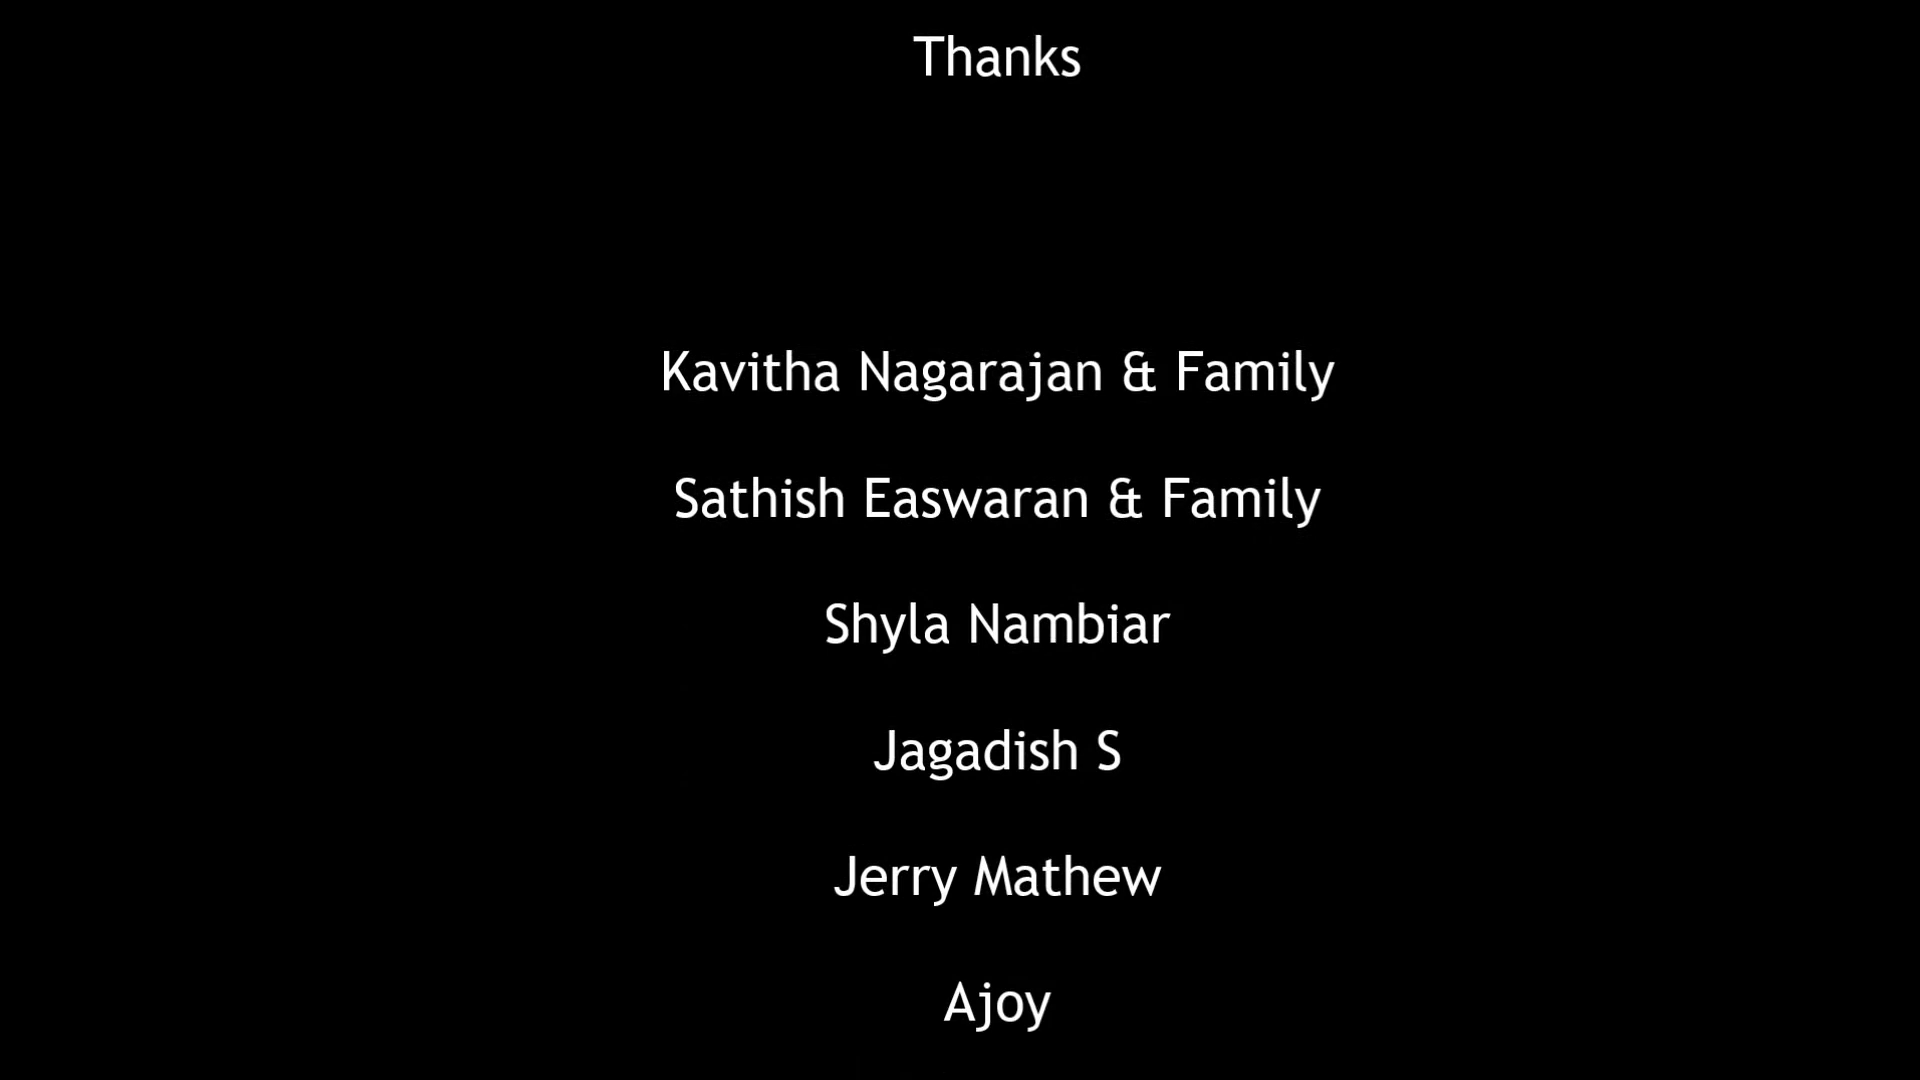 Thanks
Kavitha Nagarajan & Family
Sathish Easwaran & Family
Shyla Nambiar
Jagadish S
Jerry Mathew
Ajoy